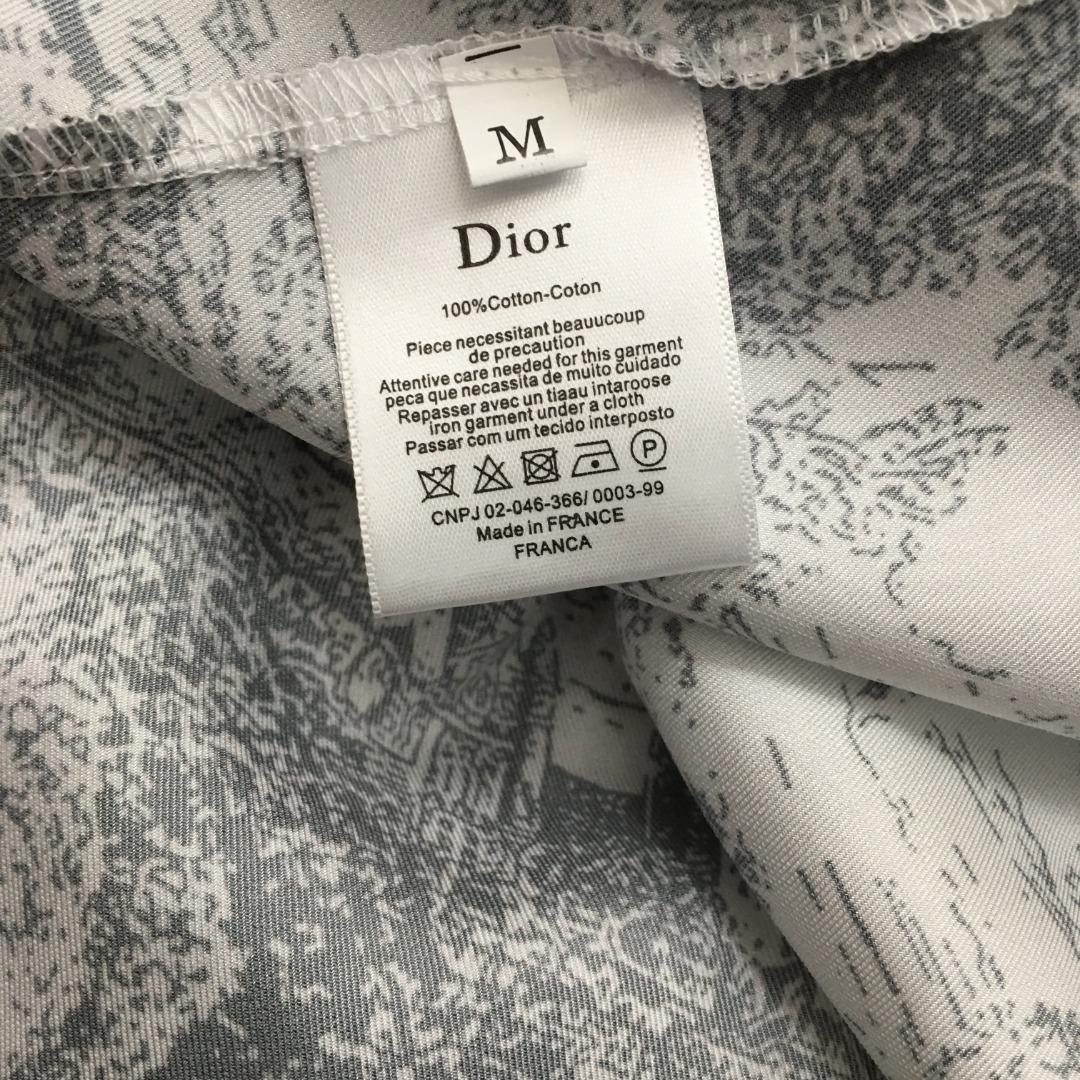 M
Dior
100%Cotton-Coton
Piece necessitant beauucoup
de precaution
Attentive care needed for this garment
peca que necassita de muito cuidado
Repasser avec un tiaau intaroose
iron garment under a cloth
Passar com um tecido interposto
P
CNPJ 02-046-366/ 0003-99
Made in FRANCE
FRANCA